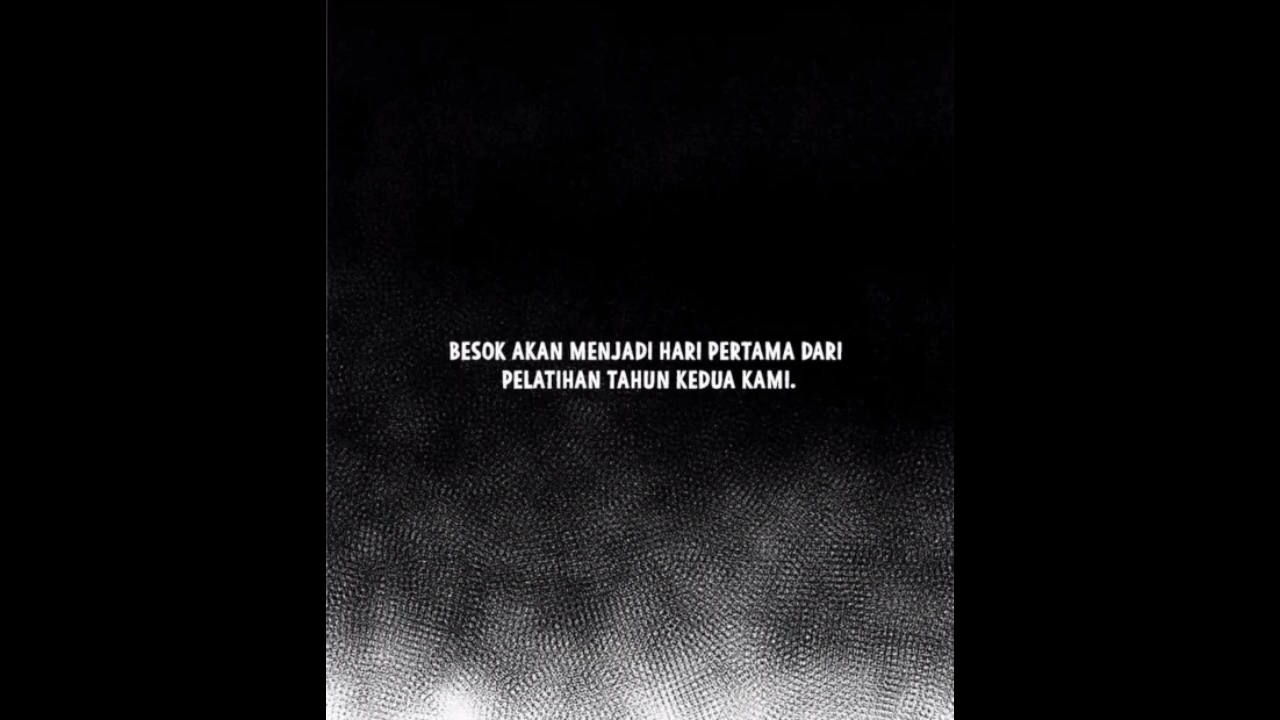 BESOK AKAN MENJADI HARI PERTAMA DARI
PELATIHAN TAHUN KEDUA KAMI.